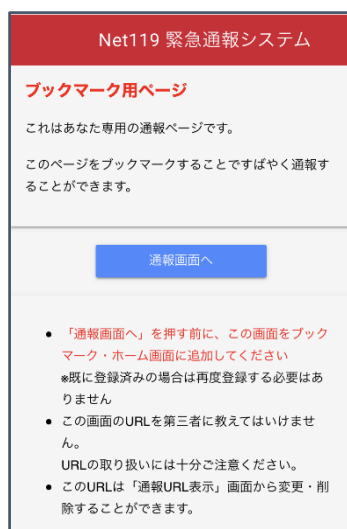 Net119 緊急通報システム
ブックマーク用ページ
これはあなた専用の通報ページです。
このページをブックマークすることですばやく通報す
ることができます。
通報画面へ
● 「通報画面へ」を押す前に、この画面をブック
マーク・ホーム画面に追加してください
※既に登録済みの場合は再度登録する必要はあ
りません
● この画面のURLを第三者に教えてはいけませ
ん。
URLの取り扱いには十分ご注意ください。
● このURLは「通報URL表示」画面から変更・削
除することができます。